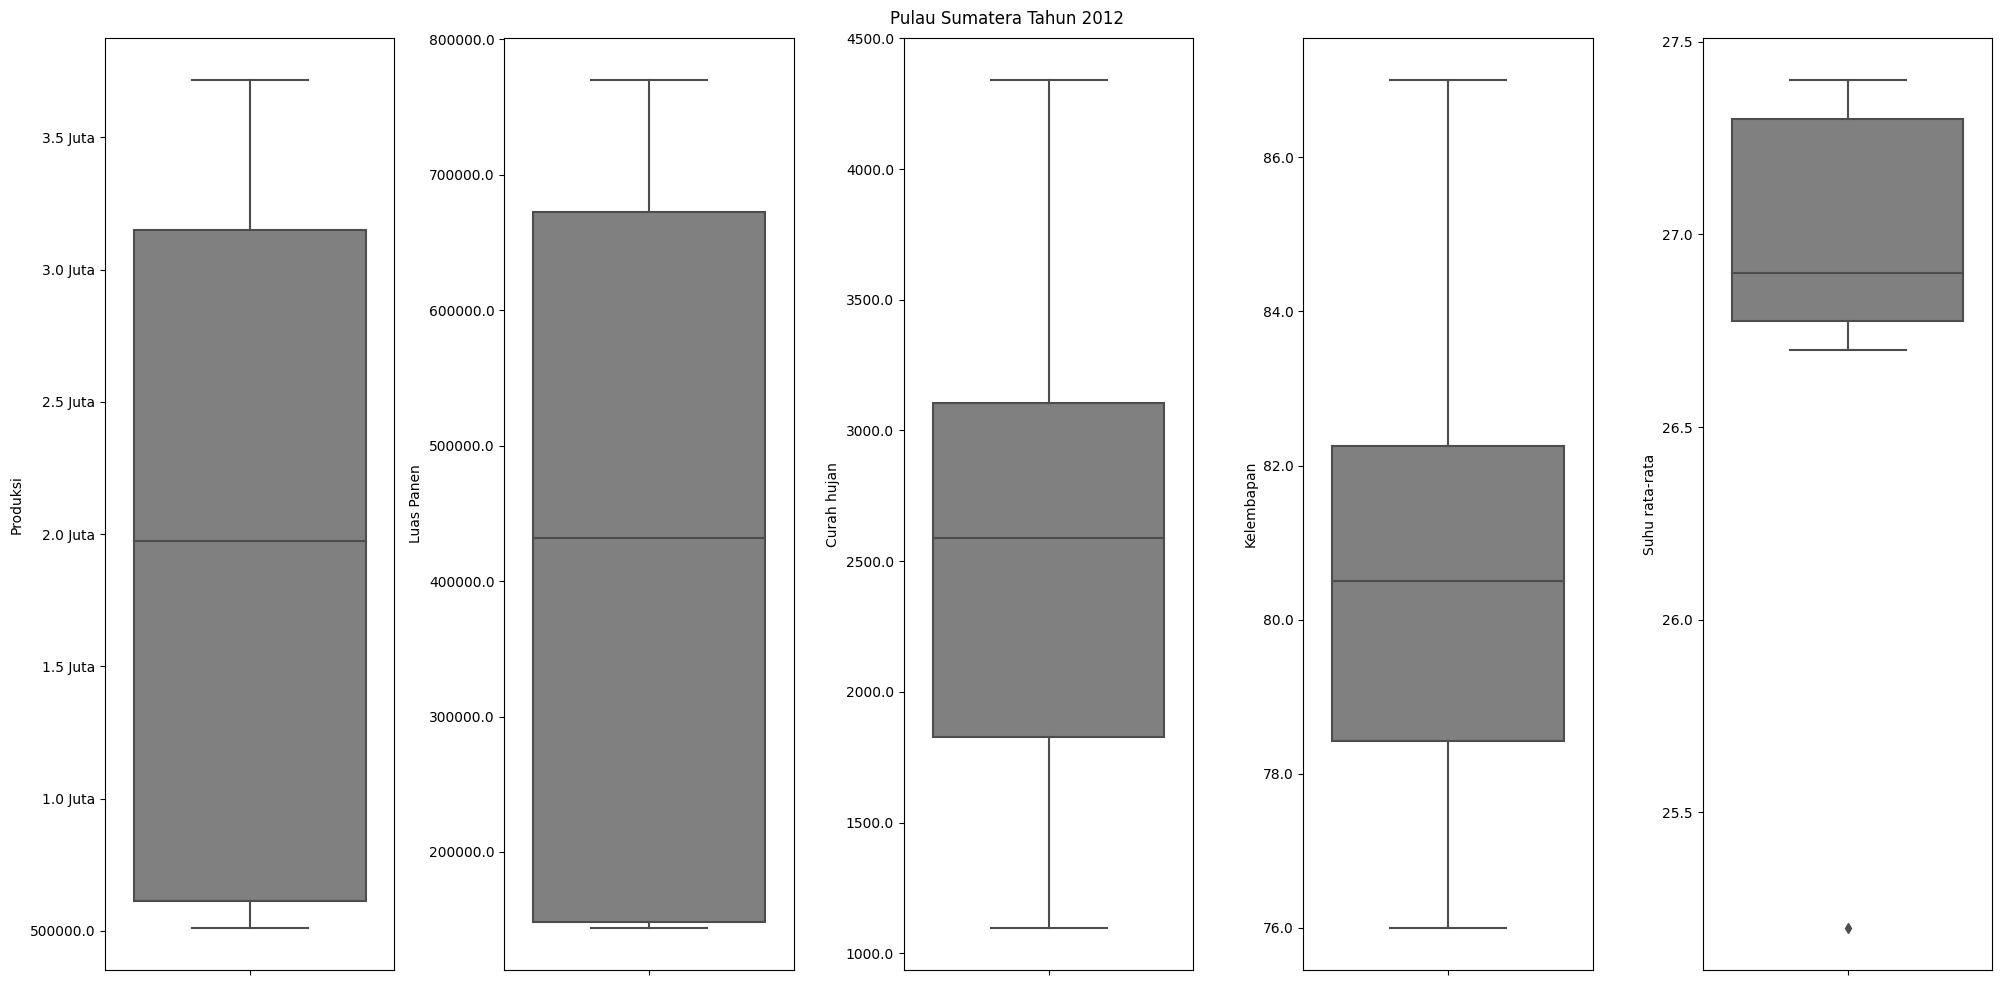 Pulau Sumatera Tahun 2012
Produksi
3.5 Juta
3.0 Juta
2.5 Juta
2.0 Juta
1.5 Juta
1.0 Juta
500000.0
Luas Panen
800000.0
700000.0
600000.0
500000.0
400000.0
300000.0
200000.0
Curah hujan
4500.0
4000.0
3500.0
3000.0
2500.0
2000.0
1500.0
1000.0
Kelembapan
86.0
84.0
82.0
80.0
78.0
76.0
Suhu rata-rata
27.5
27.0
26.5
26.0
25.5